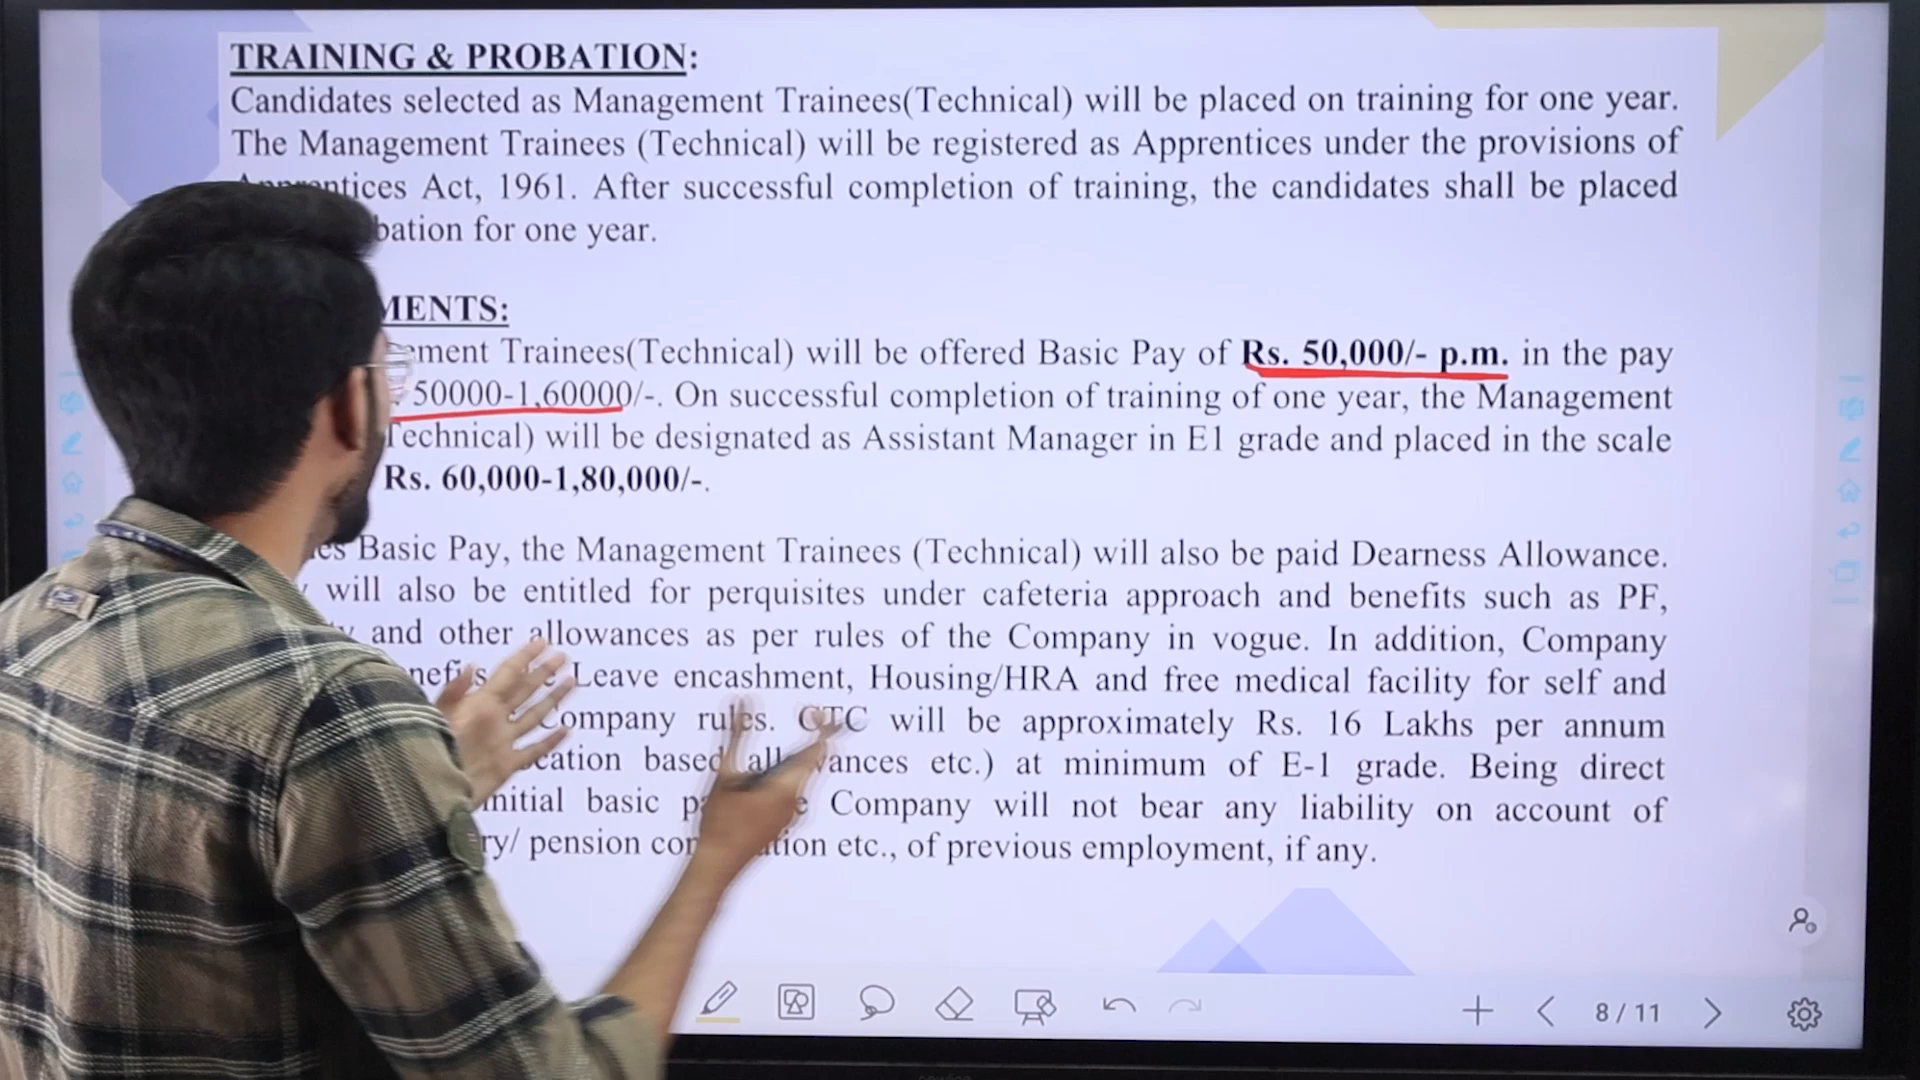 TRAINING & PROBATION:
Candidates selected as Management Trainees(Technical) will be placed on training for one year.
The Management Trainees (Technical) will be registered as Apprentices under the provisions of
Act, 1961. After successful completion of training, the candidates shall be placed
for one year.
Trainees(Technical) will be offered Basic Pay of Rs. 50,000/- p.m. in the pay
50000-1,60000/-. On successful completion of training of one year, the Management
Technical) will be designated as Assistant Manager in E1 grade and placed in the scale
Rs. 60,000-1,80,000/-.
Basic Pay, the Management Trainees (Technical) will also be paid Dearness Allowance.
will also be entitled for perquisites under cafeteria approach and benefits such as PF,
and other allowances as per rules of the Company in vogue. In addition, Company
Leave encashment, Housing/HRA and free medical facility for self and
Company rules. CTC will be approximately Rs. 16 Lakhs per annum
based allowances etc.) at minimum of E-1 grade. Being direct
initial basic Company will not bear any liability on account of
pension etc., of previous employment, if any.
8 / 11